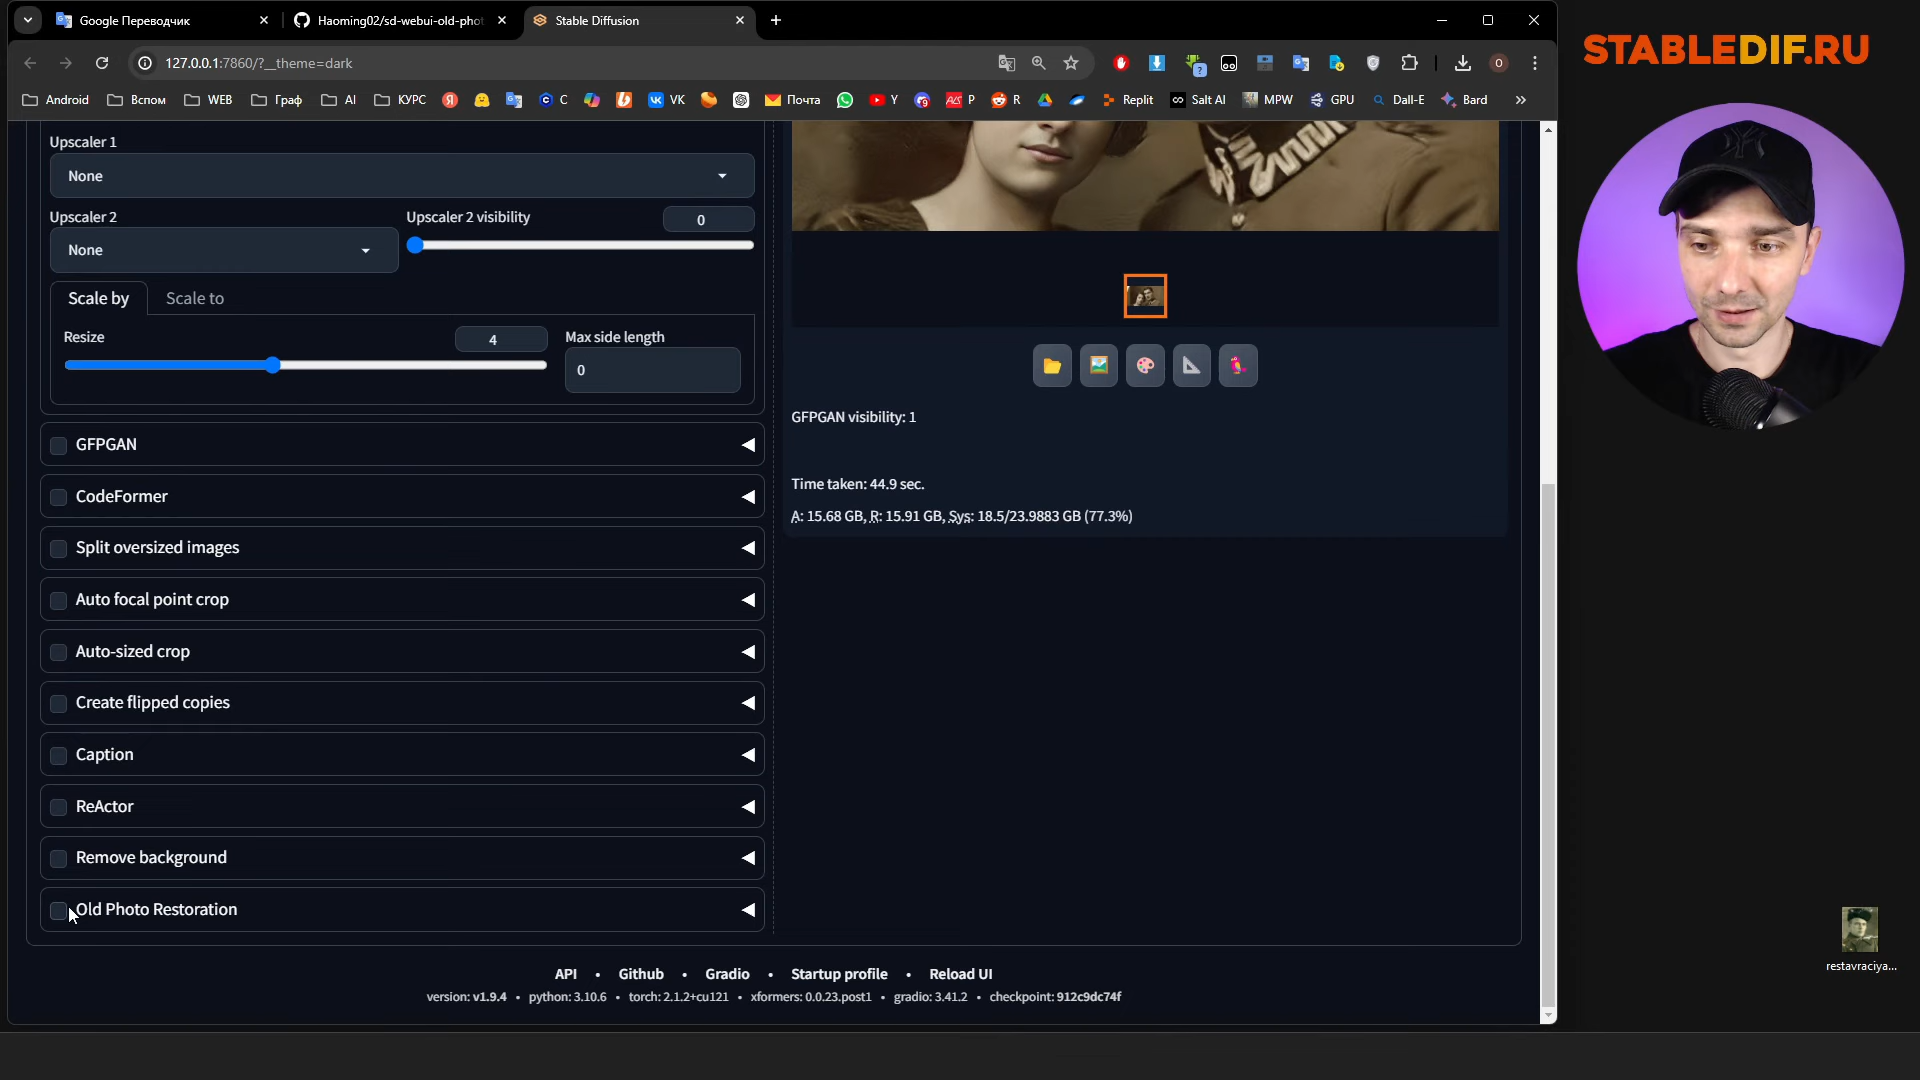 Google Переводчик
Haoming02/sd-webui-old-phot
Stable Diffusion
STABLEDIF.RU
127.0.0.1:7860/?__theme=dark
Android
Вспом
WEB
Граф
AI
КУРС
C
VK
Почта
Y
P
R
Replit
Salt AI
MPW
GPU
Dall-E
Bard
Upscaler 1
None
Upscaler 2
Upscaler 2 visibility
0
None
Scale by
Scale to
Resize
4
Max side length
0
GFPGAN
CodeFormer
Split oversized images
Auto focal point crop
Auto-sized crop
Create flipped copies
Caption
ReActor
Remove background
Old Photo Restoration
GFPGAN visibility: 1
Time taken: 44.9 sec.
A: 15.68 GB, R: 15.91 GB, Sys: 18.5/23.9883 GB (77.3%)
restavraciya...
API • Github • Gradio • Startup profile • Reload UI
version: v1.9.4 • python: 3.10.6 • torch: 2.1.2+cu121 • xformers: 0.0.23.post1 • gradio: 3.41.2 • checkpoint: 912c9dc74f